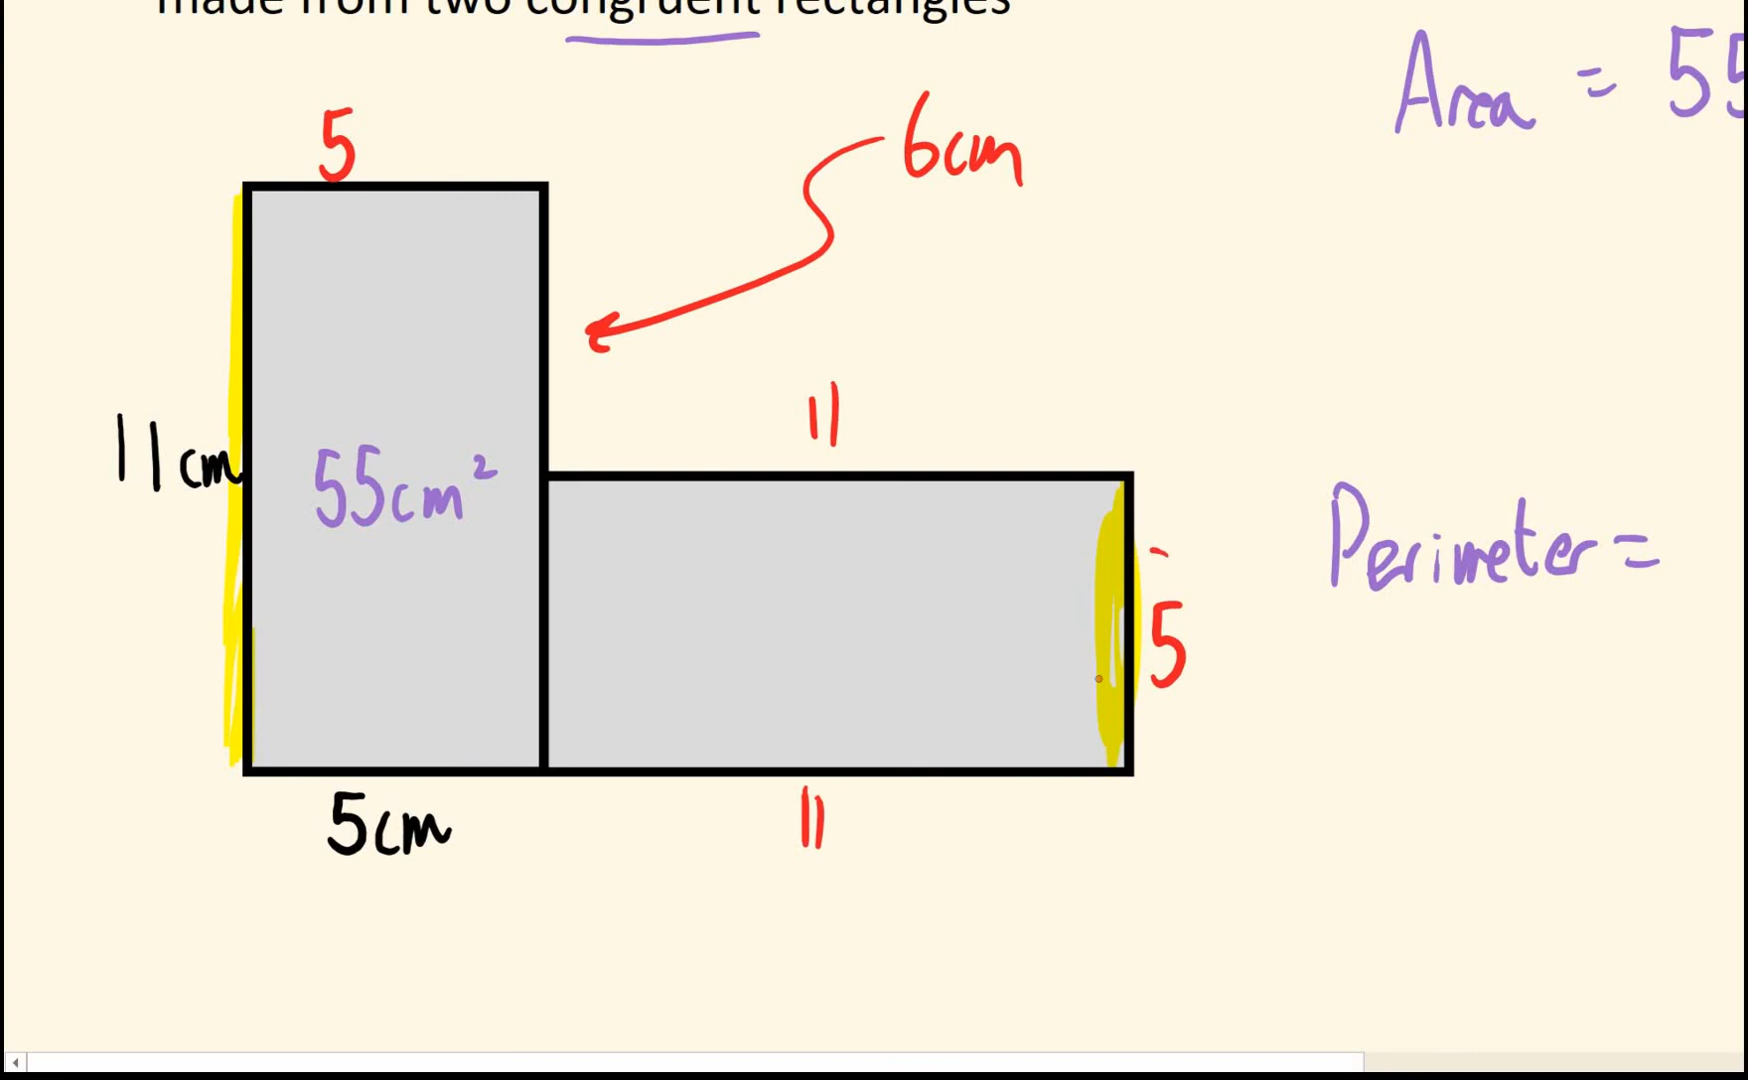 made from two congruent rectangles
Area = 55
5
6cm
11
11cm
55cm²
Perimeter =
5
5cm
11